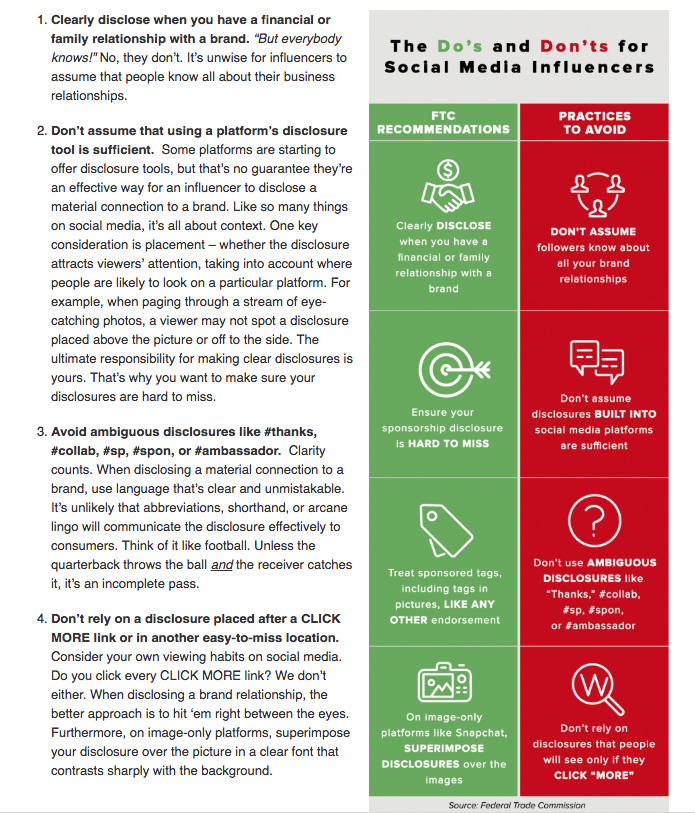 1. Clearly disclose when you have a financial or
family relationship with a brand. “But everybody
knows!” No, they don’t. It’s unwise for influencers to
assume that people know all about their business
relationships.
2. Don’t assume that using a platform’s disclosure
tool is sufficient. Some platforms are starting to
offer disclosure tools, but that’s no guarantee they’re
an effective way for an influencer to disclose a
material connection to a brand. Like so many things
on social media, it’s all about context. One key
consideration is placement – whether the disclosure
attracts viewers’ attention, taking into account where
people are likely to look on a particular platform. For
example, when paging through a stream of eye-
catching photos, a viewer may not spot a disclosure
placed above the picture or off to the side. The
ultimate responsibility for making clear disclosures is
yours. That’s why you want to make sure your
disclosures are hard to miss.
3. Avoid ambiguous disclosures like #thanks,
#collab, #sp, #spon, or #ambassador. Clarity
counts. When disclosing a material connection to a
brand, use language that’s clear and unmistakable.
It’s unlikely that abbreviations, shorthand, or arcane
lingo will communicate the disclosure effectively to
consumers. Think of it like football. Unless the
quarterback throws the ball and the receiver catches
it, it’s an incomplete pass.
4. Don’t rely on a disclosure placed after a CLICK
MORE link or in another easy-to-miss location.
Consider your own viewing habits on social media.
Do you click every CLICK MORE link? We don’t
either. When disclosing a brand relationship, the
better approach is to hit ‘em right between the eyes.
Furthermore, on image-only platforms, superimpose
your disclosure over the picture in a clear font that
contrasts sharply with the background.
The Do's and Don'ts for
Social Media Influencers
FTC
RECOMMENDATIONS
PRACTICES
TO AVOID
$
Clearly DISCLOSE
when you have a
financial or family
relationship with a
brand
DON'T ASSUME
followers know about
all your brand
relationships
Ensure your
sponsorship disclosure
is HARD TO MISS
Don't assume
disclosures BUILT INTO
social media platforms
are sufficient
Treat sponsored tags,
including tags in
pictures, LIKE ANY
OTHER endorsement
?
Don't use AMBIGUOUS
DISCLOSURES like
"Thanks," #collab,
#sp, #spon,
or #ambassador
On image-only
platforms like Snapchat,
SUPERIMPOSE
DISCLOSURES over the
images
W
Don't rely on
disclosures that people
will see only if they
CLICK "MORE"
Source: Federal Trade Commission